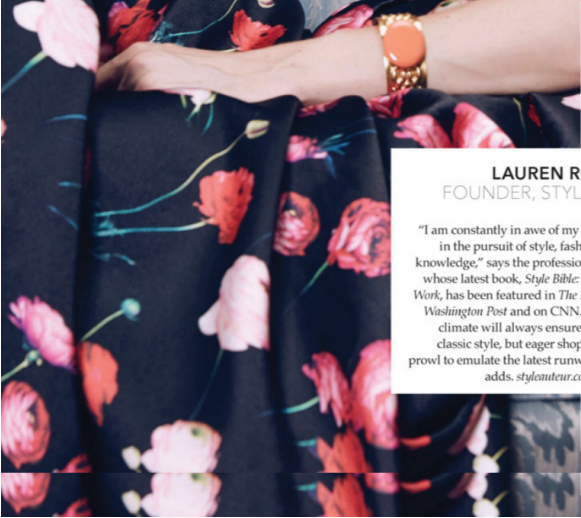 LAUREN R
FOUNDER, STYL
“I am constantly in awe of my
in the pursuit of style, fash
knowledge,” says the professio
whose latest book, Style Bible:
Work, has been featured in The
Washington Post and on CNN.
climate will always ensure
classic style, but eager shop
prowl to emulate the latest runw
adds. styleauteur.co